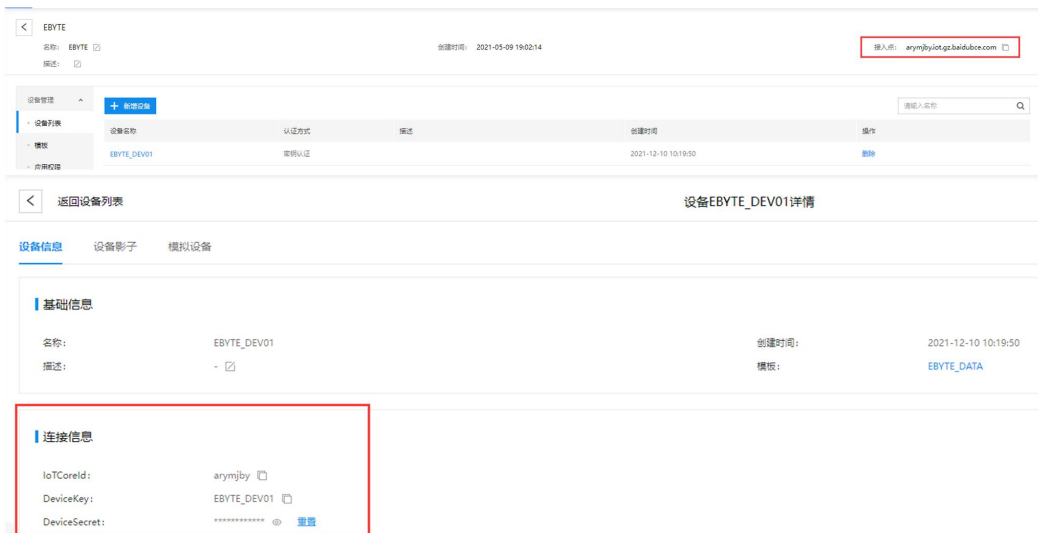 EBYTE
名称: EBYTE 创建时间: 2021-05-09 19:02:14 接入点: arymjby.iot.gz.baidubce.com
描述:
设备管理 + 新增设备 请输入名称
设备列表 设备名称 认证方式 描述 创建时间 操作
模板 EBYTE_DEV01 密钥认证 2021-12-10 10:19:50 删除
应用权限
返回设备列表 设备EBYTE_DEV01详情
设备信息 设备影子 模拟设备
基础信息
名称: EBYTE_DEV01 创建时间: 2021-12-10 10:19:50
描述: - 模板: EBYTE_DATA
连接信息
IoTCoreId: arymjby
DeviceKey: EBYTE_DEV01
DeviceSecret: ************ 重置